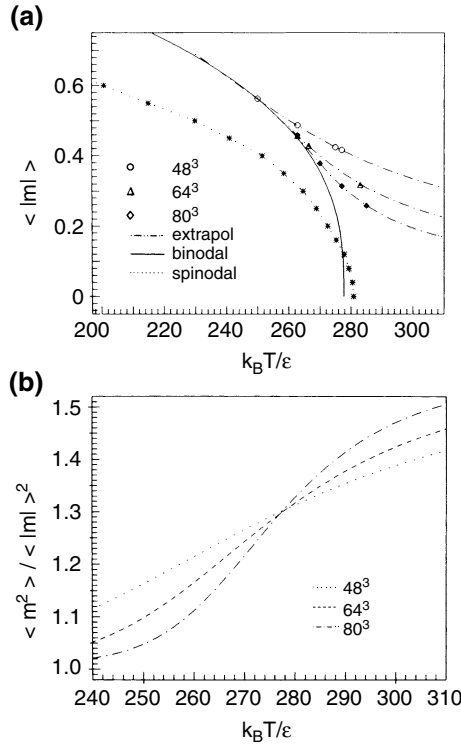 (a)
< |m| >
0.6
0.4
0.2
0
48³
64³
80³
extrapol
binodal
spinodal
200 220 240 260 280 300
k_BT/ε
(b)
< m² > / < |m| >²
1.5
1.4
1.3
1.2
1.1
1.0
48³
64³
80³
240 250 260 270 280 290 300 310
k_BT/ε